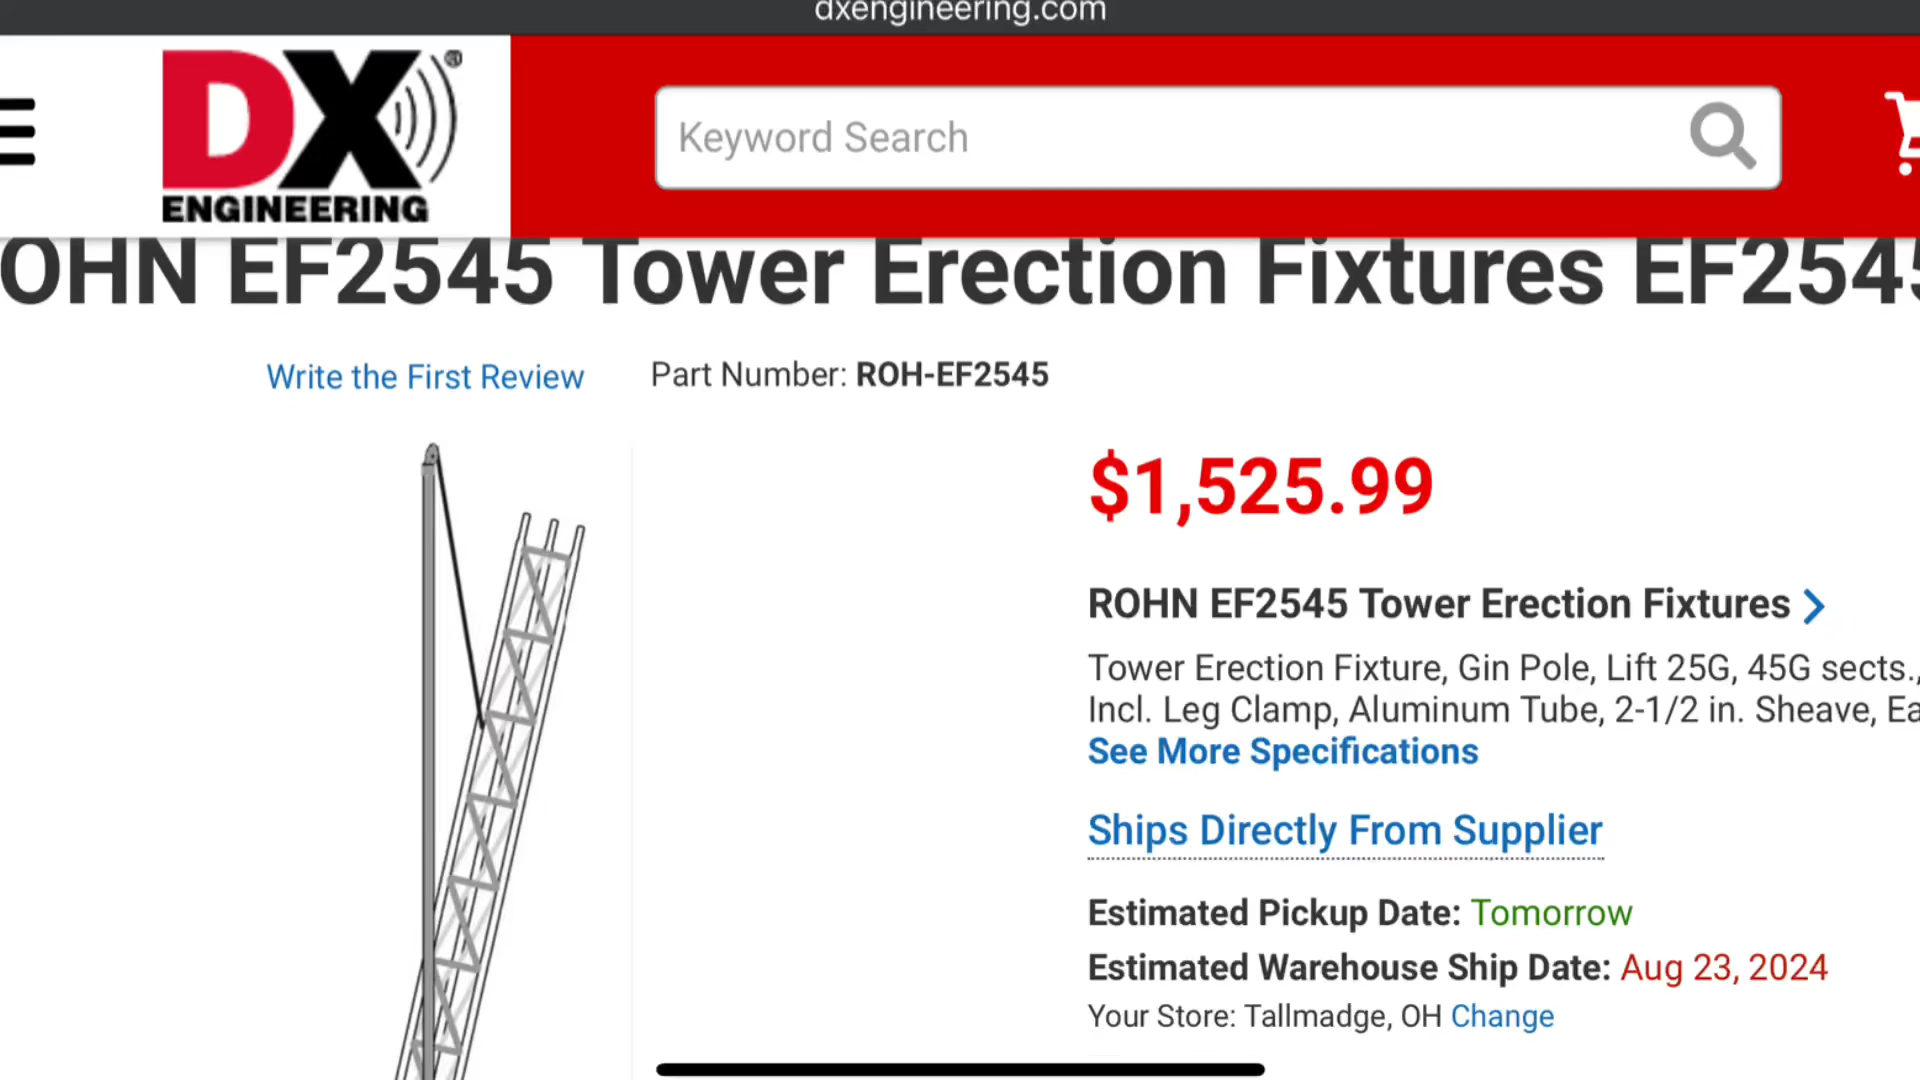 dxengineering.com
DX®
ENGINEERING
Keyword Search
OHN EF2545 Tower Erection Fixtures EF2545
Write the First Review
Part Number: ROH-EF2545
$1,525.99
ROHN EF2545 Tower Erection Fixtures
Tower Erection Fixture, Gin Pole, Lift 25G, 45G sects.,
Incl. Leg Clamp, Aluminum Tube, 2-1/2 in. Sheave, Ea
See More Specifications
Ships Directly From Supplier
Estimated Pickup Date: Tomorrow
Estimated Warehouse Ship Date: Aug 23, 2024
Your Store: Tallmadge, OH Change